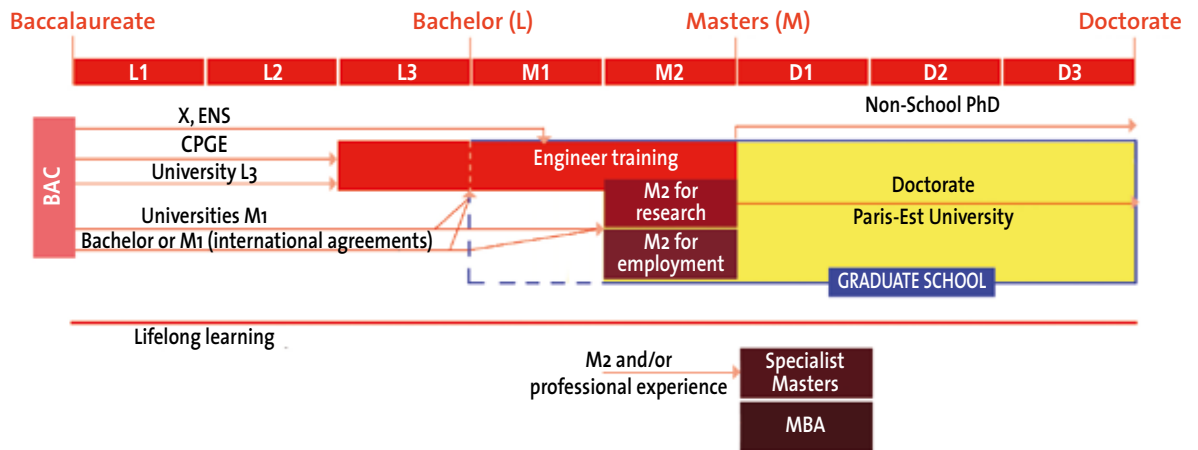 Baccalaureate
Bachelor (L)
Masters (M)
Doctorate
L1
L2
L3
M1
M2
D1
D2
D3
Non-School PhD
X, ENS
CPGE
University L3
Engineer training
BAC
M2 for
research
Doctorate
Paris-Est University
Universities M1
Bachelor or M1 (international agreements)
M2 for
employment
GRADUATE SCHOOL
Lifelong learning
M2 and/or
professional experience
Specialist
Masters
MBA